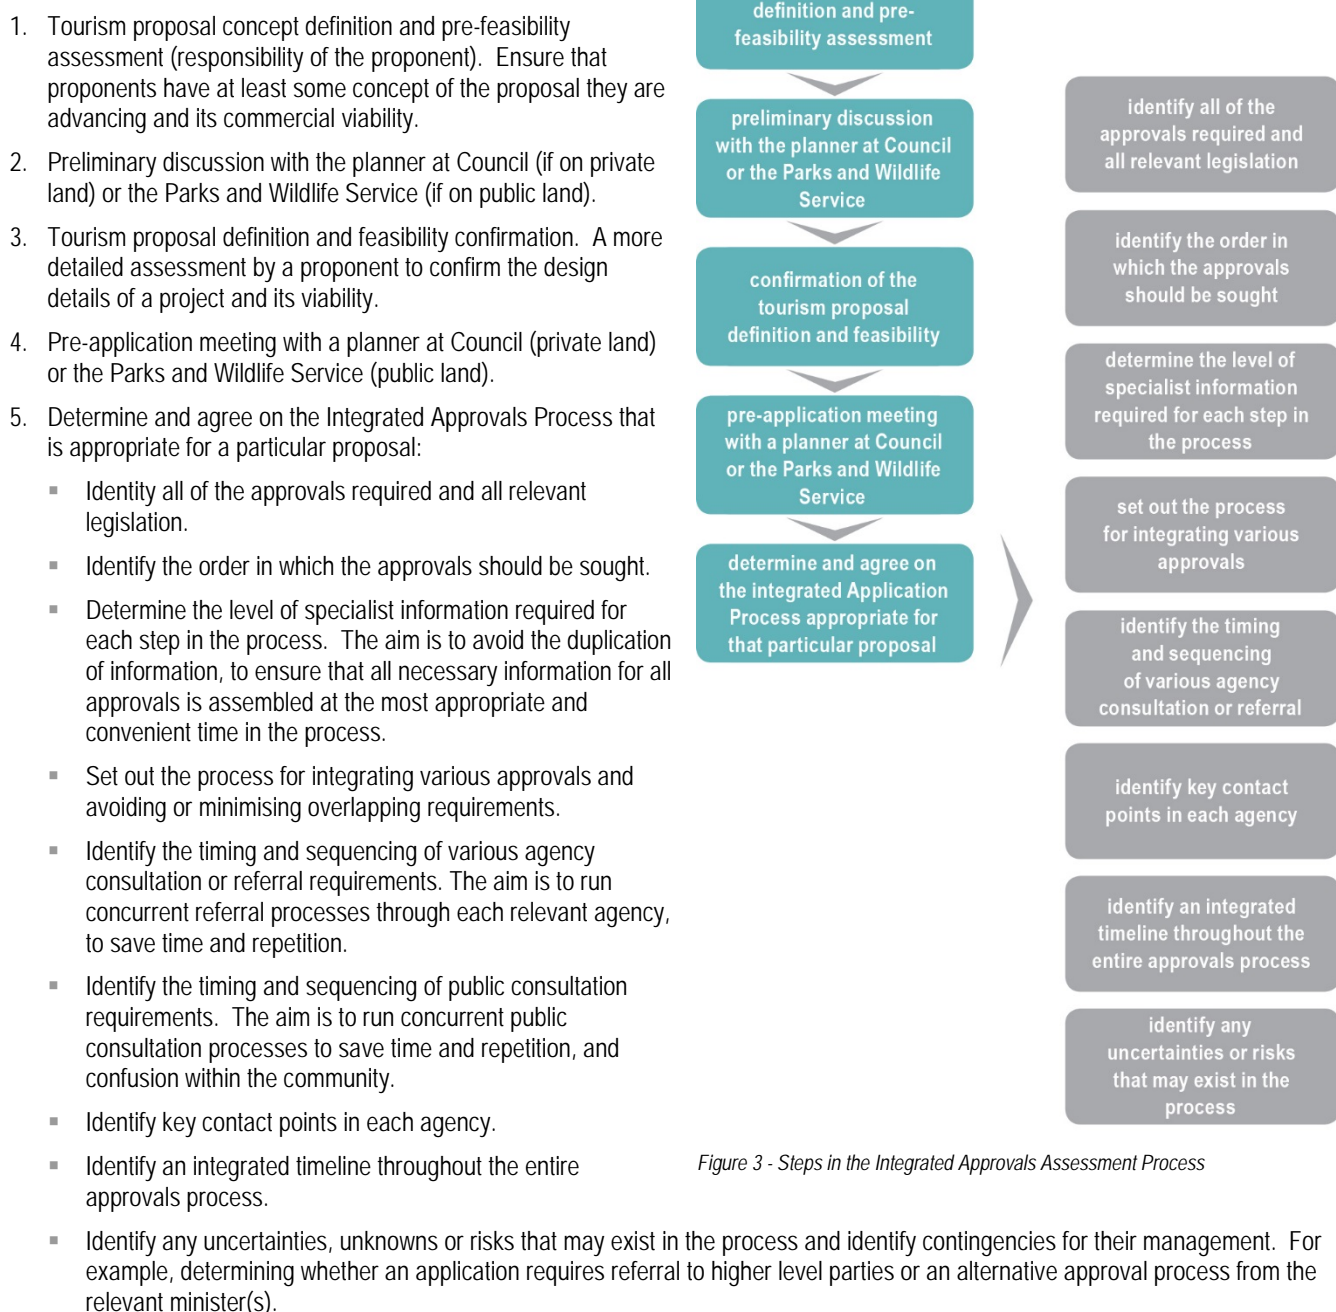 1. Tourism proposal concept definition and pre-feasibility
assessment (responsibility of the proponent). Ensure that
proponents have at least some concept of the proposal they are
advancing and its commercial viability.
2. Preliminary discussion with the planner at Council (if on private
land) or the Parks and Wildlife Service (if on public land).
3. Tourism proposal definition and feasibility confirmation. A more
detailed assessment by a proponent to confirm the design
details of a project and its viability.
4. Pre-application meeting with a planner at Council (private land)
or the Parks and Wildlife Service (public land).
5. Determine and agree on the Integrated Approvals Process that
is appropriate for a particular proposal:
▪ Identity all of the approvals required and all relevant
legislation.
▪ Identify the order in which the approvals should be sought.
▪ Determine the level of specialist information required for
each step in the process. The aim is to avoid the duplication
of information, to ensure that all necessary information for all
approvals is assembled at the most appropriate and
convenient time in the process.
▪ Set out the process for integrating various approvals and
avoiding or minimising overlapping requirements.
▪ Identify the timing and sequencing of various agency
consultation or referral requirements. The aim is to run
concurrent referral processes through each relevant agency,
to save time and repetition.
▪ Identify the timing and sequencing of public consultation
requirements. The aim is to run concurrent public
consultation processes to save time and repetition, and
confusion within the community.
▪ Identify key contact points in each agency.
▪ Identify an integrated timeline throughout the entire
approvals process.
▪ Identify any uncertainties, unknowns or risks that may exist in the process and identify contingencies for their management. For
example, determining whether an application requires referral to higher level parties or an alternative approval process from the
relevant minister(s).
definition and pre-
feasibility assessment
preliminary discussion
with the planner at Council
or the Parks and Wildlife
Service
confirmation of the
tourism proposal
definition and feasibility
pre-application meeting
with a planner at Council
or the Parks and Wildlife
Service
determine and agree on
the integrated Application
Process appropriate for
that particular proposal
identify all of the
approvals required and
all relevant legislation
identify the order in
which the approvals
should be sought
determine the level of
specialist information
required for each step in
the process
set out the process
for integrating various
approvals
identify the timing
and sequencing
of various agency
consultation or referral
identify key contact
points in each agency
identify an integrated
timeline throughout the
entire approvals process
identify any
uncertainties or risks
that may exist in the
process
Figure 3 - Steps in the Integrated Approvals Assessment Process